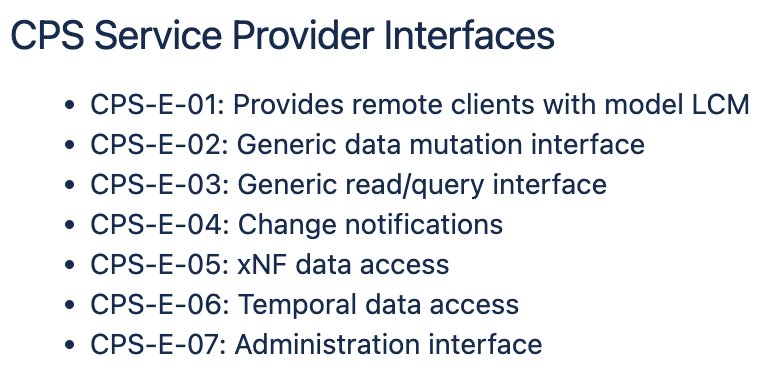 CPS Service Provider Interfaces
• CPS-E-01: Provides remote clients with model LCM
• CPS-E-02: Generic data mutation interface
• CPS-E-03: Generic read/query interface
• CPS-E-04: Change notifications
• CPS-E-05: xNF data access
• CPS-E-06: Temporal data access
• CPS-E-07: Administration interface